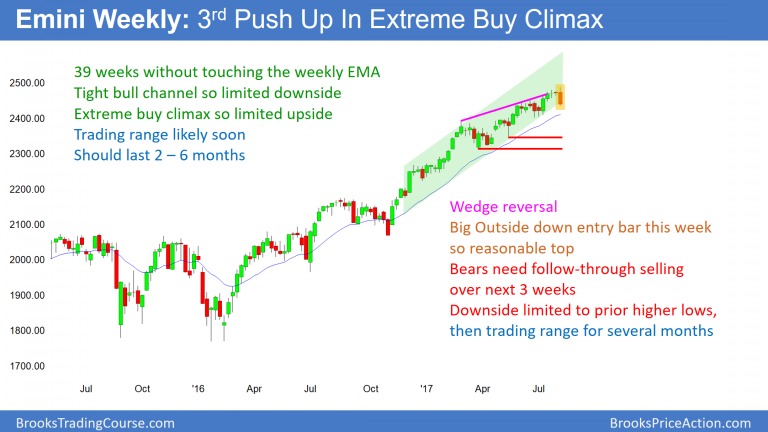 Emini Weekly: 3rd Push Up In Extreme Buy Climax
39 weeks without touching the weekly EMA
Tight bull channel so limited downside
Extreme buy climax so limited upside
Trading range likely soon
Should last 2 – 6 months
2500.00
2400.00
2300.00
2200.00
2100.00
2000.00
1900.00
1800.00
1700.00
Wedge reversal
Big Outside down entry bar this week
so reasonable top
Bears need follow-through selling
over next 3 weeks
Downside limited to prior higher lows,
then trading range for several months
Jul Oct '16 Apr Jul Oct '17 Apr Jul
BrooksTradingCourse.com BrooksPriceAction.com